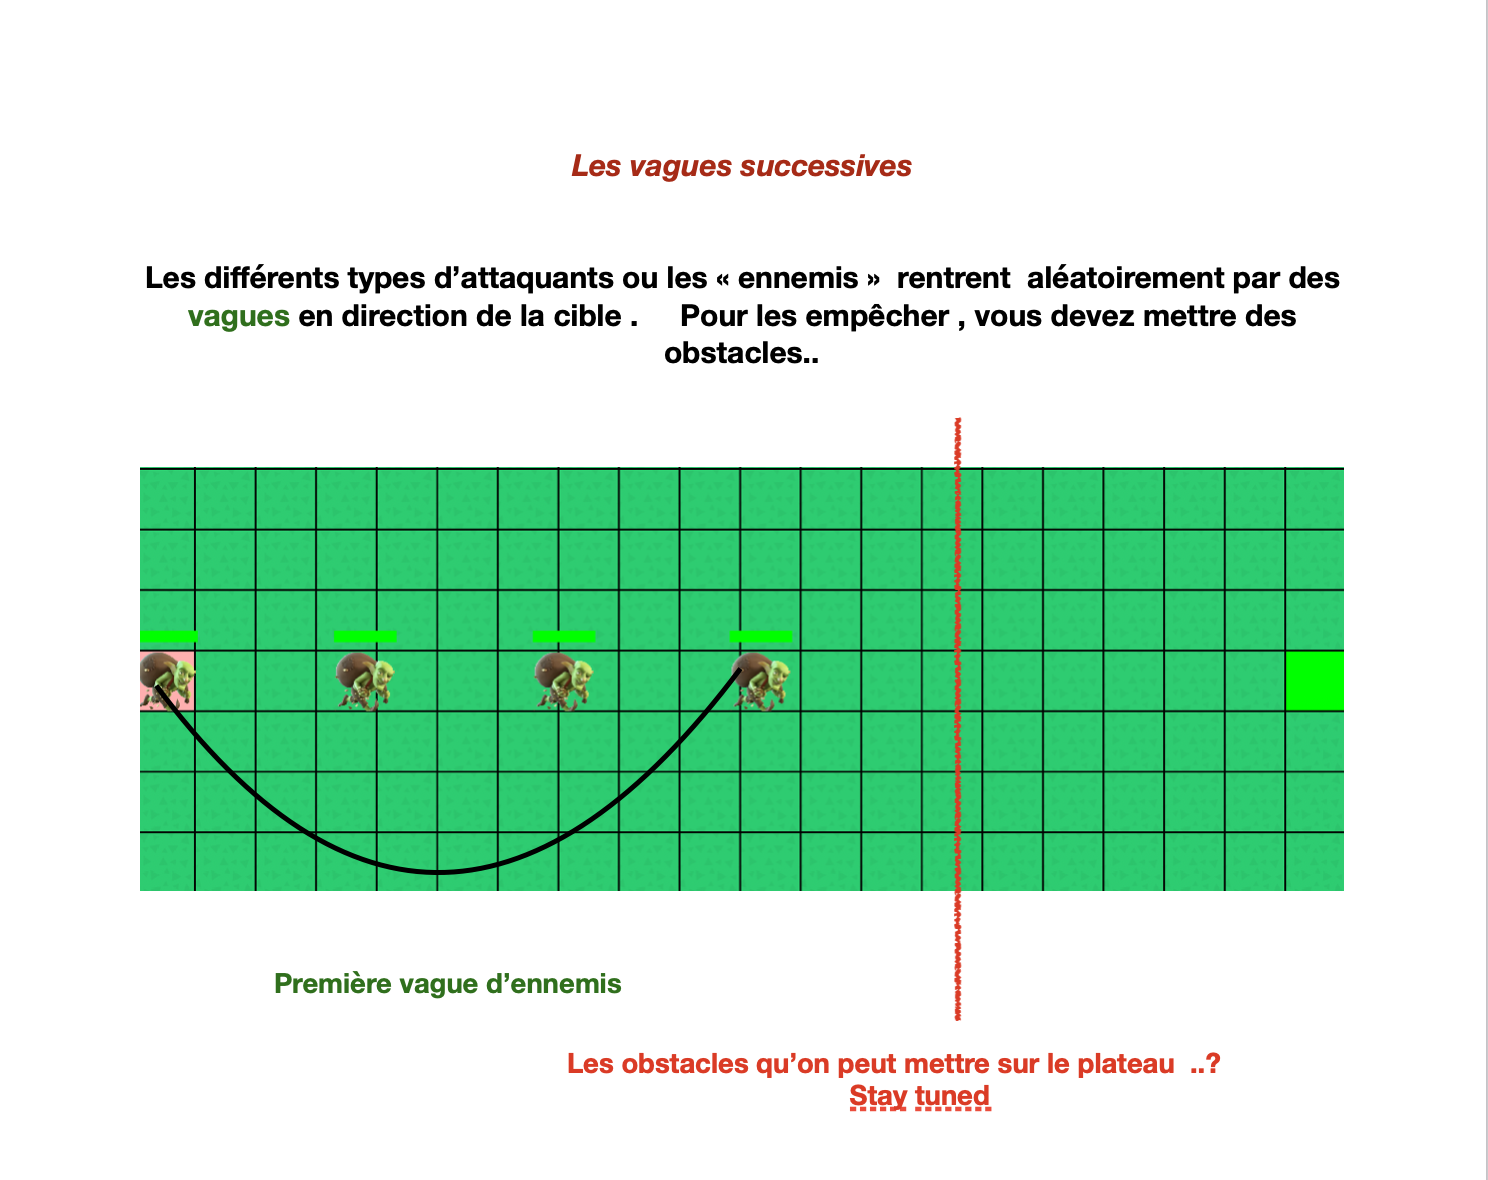 Les vagues successives
Les différents types d’attaquants ou les « ennemis »  rentrent  aléatoirement par des
vagues en direction de la cible .     Pour les empêcher , vous devez mettre des
obstacles..
Première vague d’ennemis
Les obstacles qu’on peut mettre sur le plateau  ..?
Stay tuned